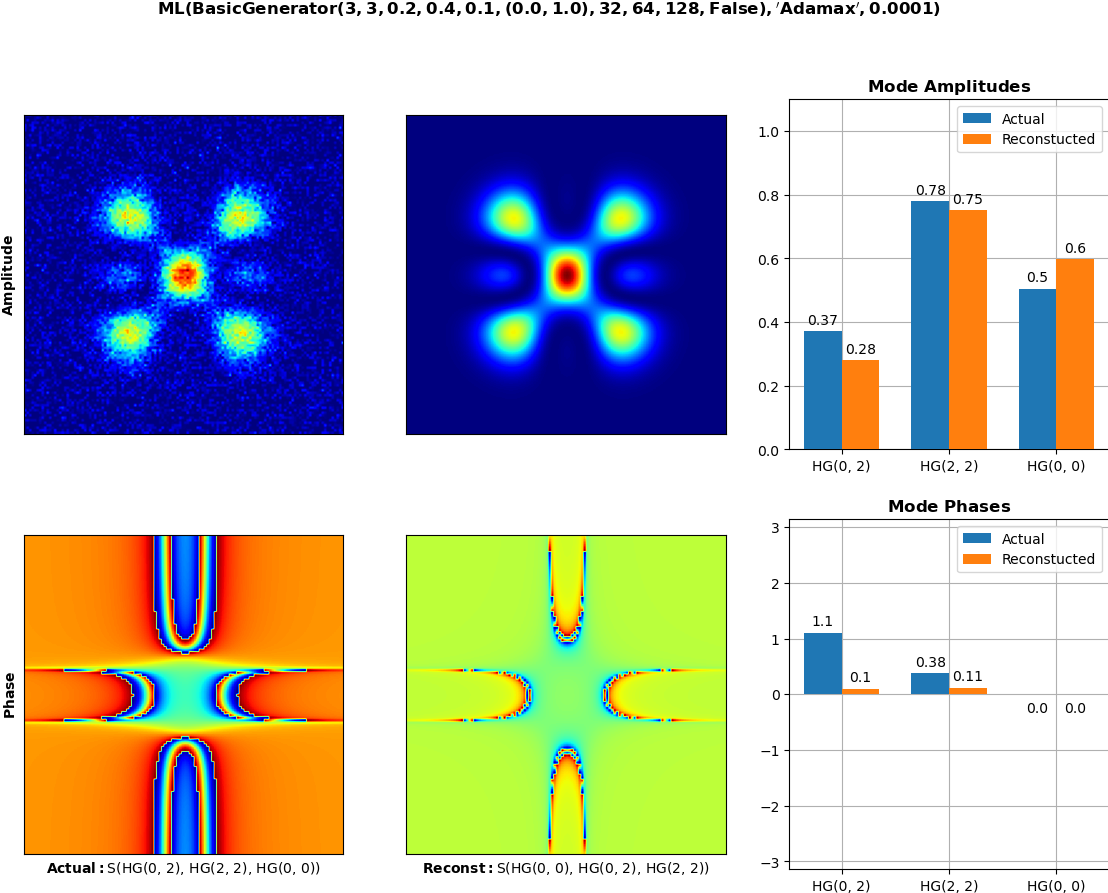 ML(BasicGenerator(3, 3, 0.2, 0.4, 0.1, (0.0, 1.0), 32, 64, 128, False), 'Adamax', 0.0001)
Amplitude
Mode Amplitudes
Actual
Reconstucted
1.0
0.8
0.6
0.4
0.2
0.0
0.37
0.28
0.78
0.75
0.5
0.6
HG(0, 2)
HG(2, 2)
HG(0, 0)
Phase
Actual: S(HG(0, 2), HG(2, 2), HG(0, 0))
Reconst: S(HG(0, 0), HG(0, 2), HG(2, 2))
Mode Phases
Actual
Reconstucted
3
2
1
0
−1
−2
−3
1.1
0.1
0.38
0.11
0.0
0.0
HG(0, 2)
HG(2, 2)
HG(0, 0)